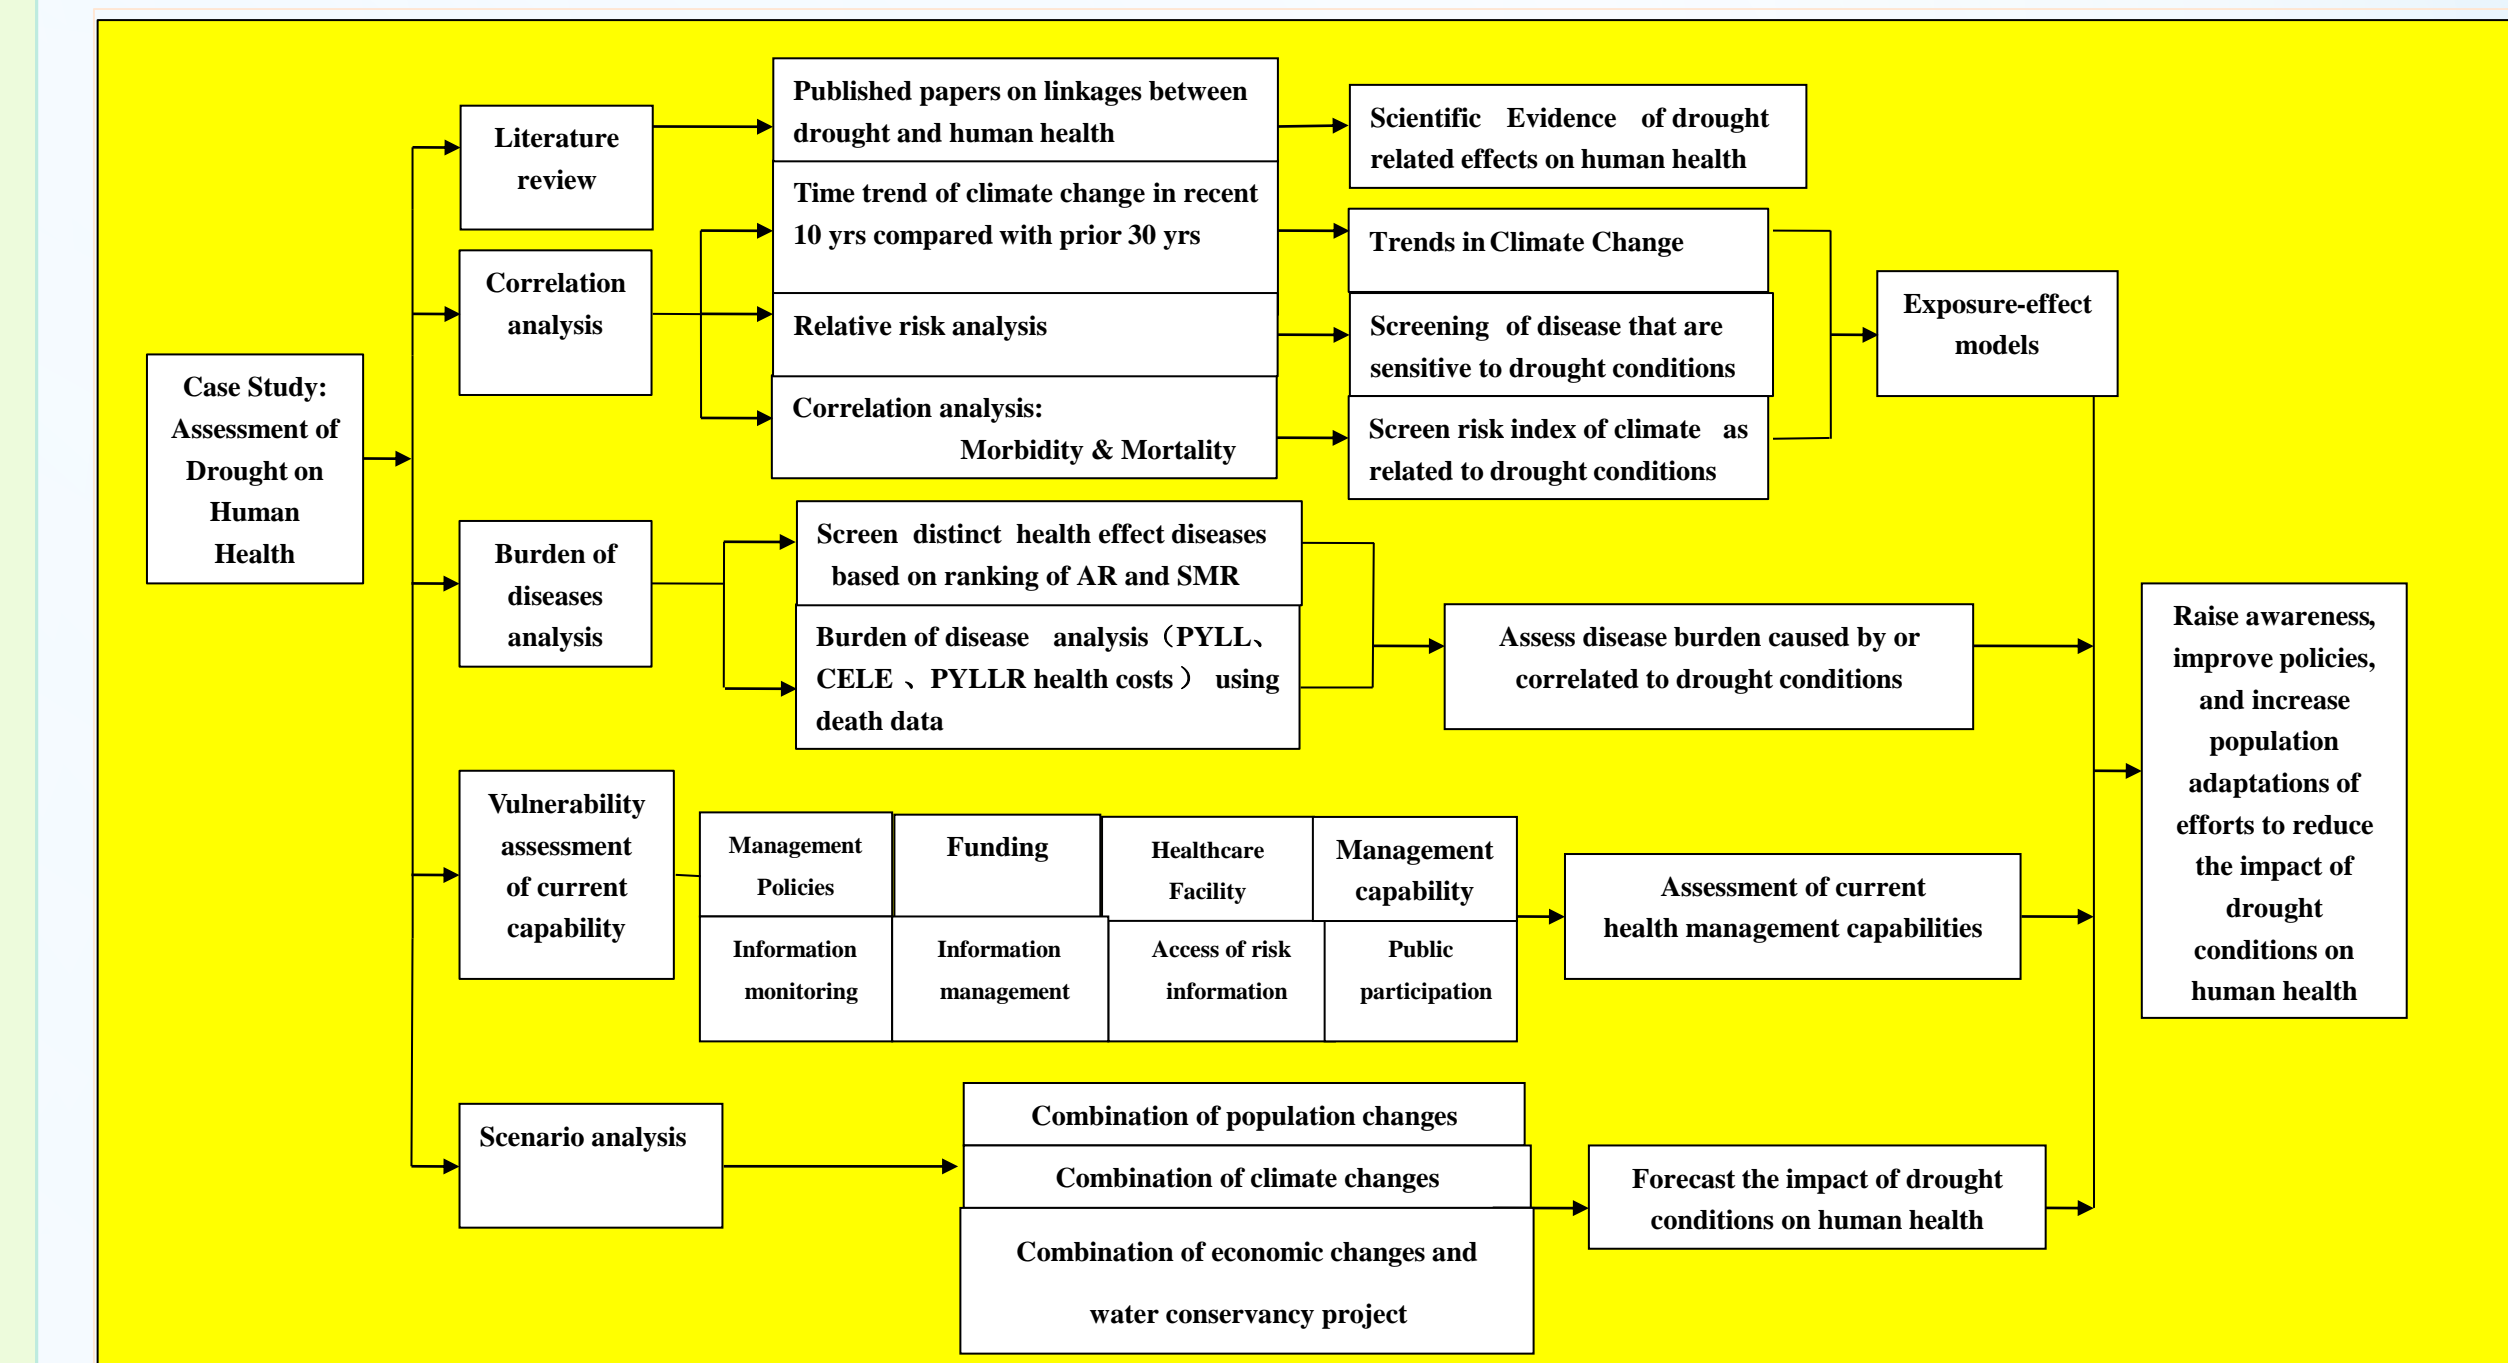 Case Study:
Assessment of
Drought on
Human
Health
Literature
review
Published papers on linkages between
drought and human health
Scientific Evidence of drought
related effects on human health
Correlation
analysis
Time trend of climate change in recent
10 yrs compared with prior 30 yrs
Relative risk analysis
Correlation analysis:
Morbidity & Mortality
Trends in Climate Change
Screening of disease that are
sensitive to drought conditions
Screen risk index of climate as
related to drought conditions
Exposure-effect
models
Burden of
diseases
analysis
Screen distinct health effect diseases
based on ranking of AR and SMR
Burden of disease analysis（PYLL、
CELE 、PYLLR health costs） using
death data
Assess disease burden caused by or
correlated to drought conditions
Vulnerability
assessment
of current
capability
Management
Policies
Funding
Healthcare
Facility
Management
capability
Information
monitoring
Information
management
Access of risk
information
Public
participation
Assessment of current
health management capabilities
Scenario analysis
Combination of population changes
Combination of climate changes
Combination of economic changes and
water conservancy project
Forecast the impact of drought
conditions on human health
Raise awareness,
improve policies,
and increase
population
adaptations of
efforts to reduce
the impact of
drought
conditions on
human health